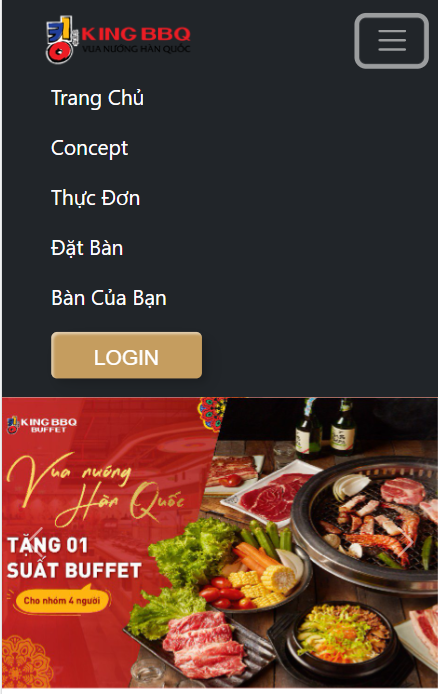 KING BBQ
VUA NƯỚNG HÀN QUỐC
Trang Chủ
Concept
Thực Đơn
Đặt Bàn
Bàn Của Bạn
LOGIN
KING BBQ
BUFFET
Vua nướng
Hàn Quốc
TẶNG 01
SUẤT BUFFET
Cho nhóm 4 người